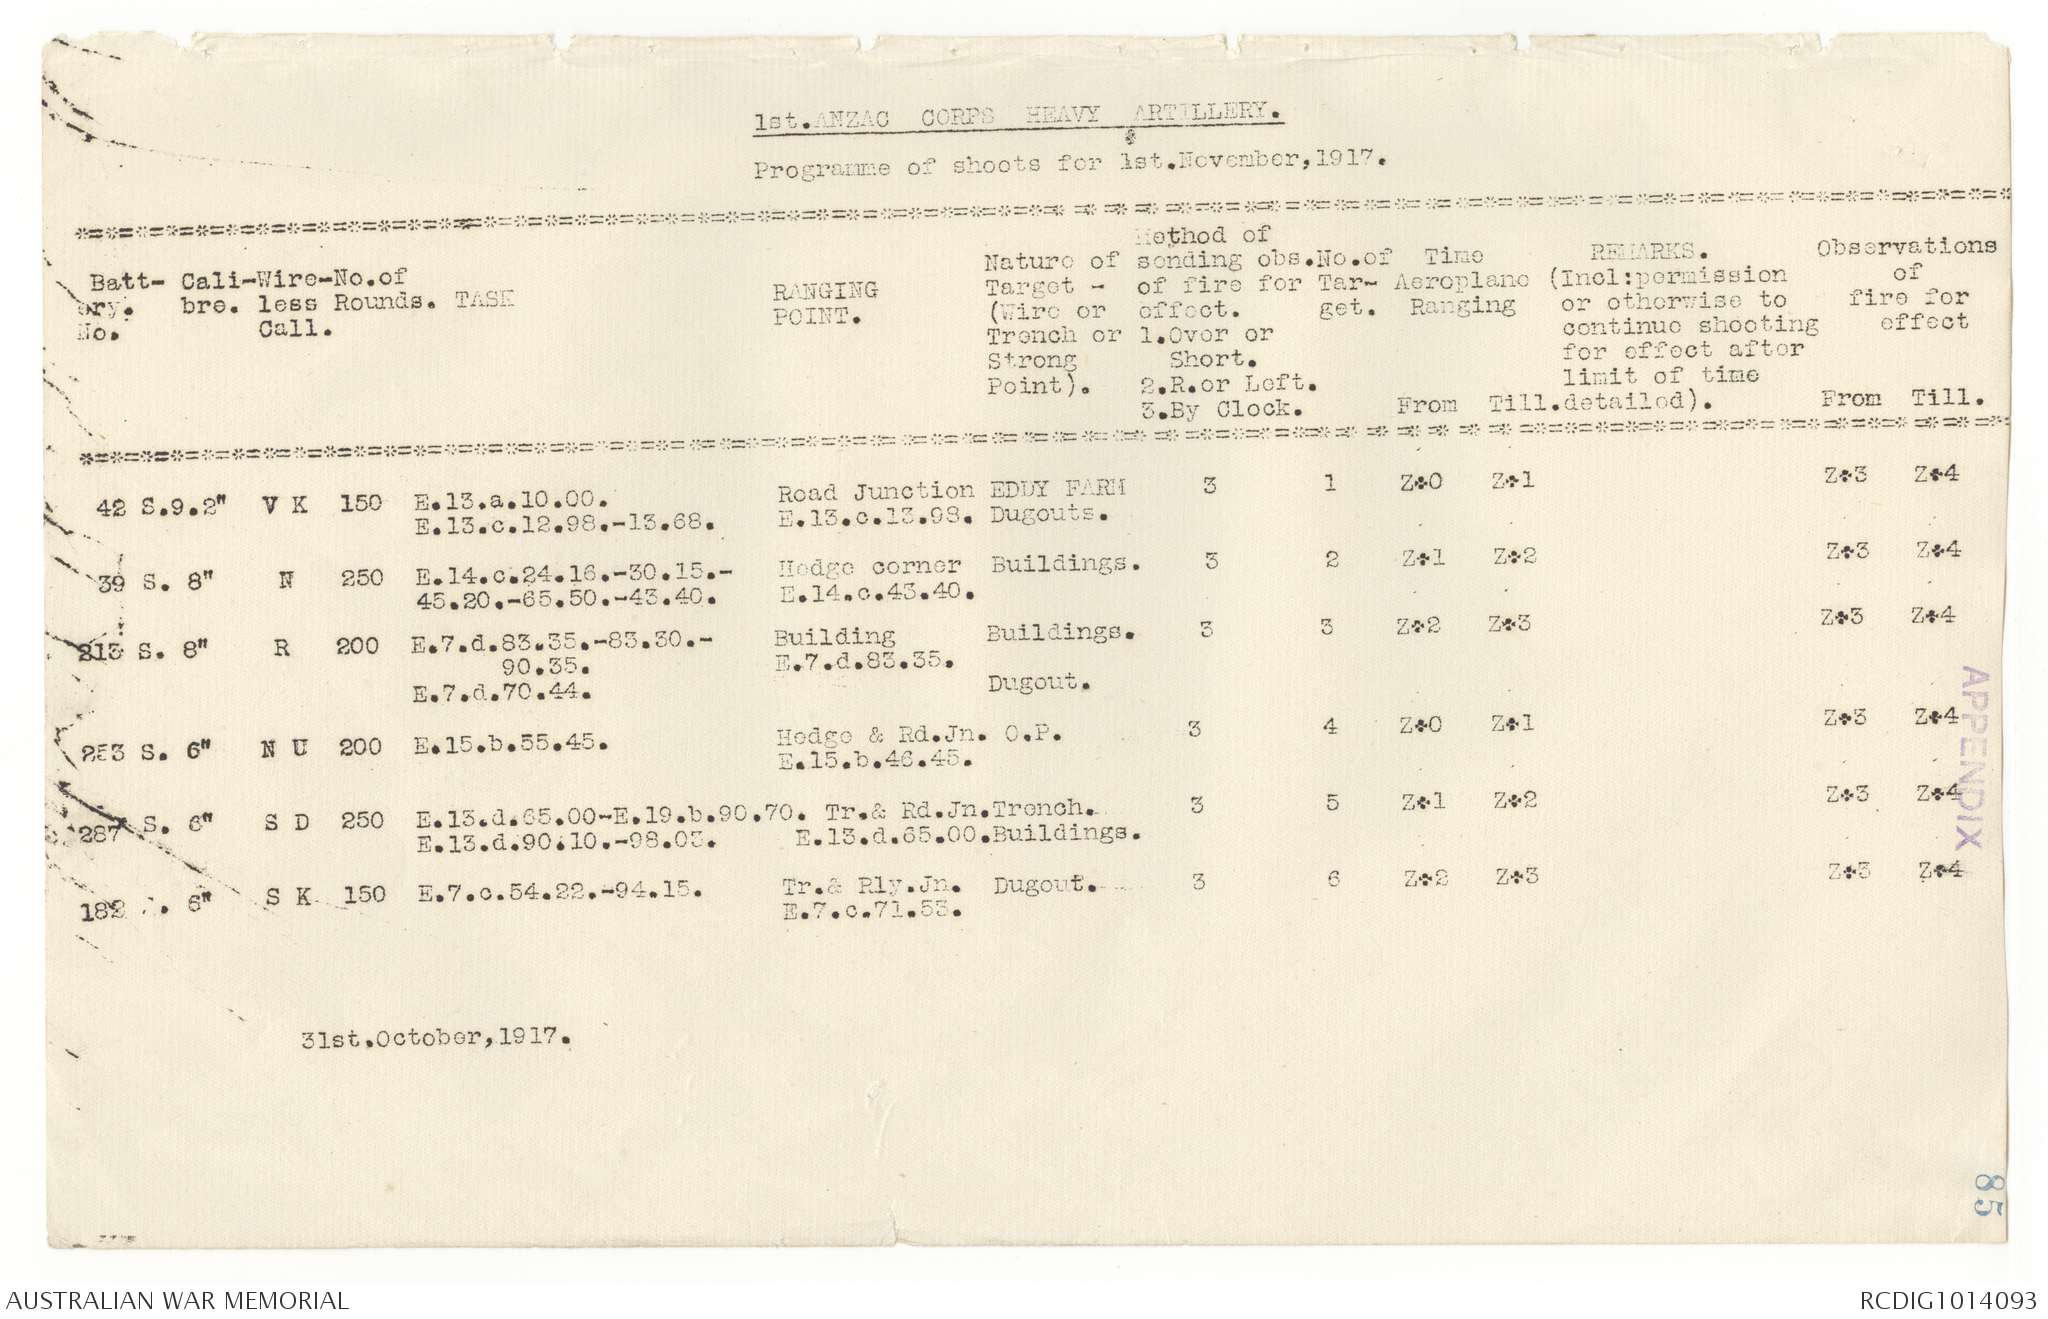 1st.ANZAC CORPS HEAVY ARTILLERY.
Programme of shoots for 1st.November,1917.
*=*=*=*=*=*=*=*=*=*=*=*=*=*=*=*=*=*=*=*=*=*=*=*=*=*=*=*=*=*=*=*=*=*=*=*=*=*=*=*=
Batt- Cali-Wire-No.of TASK RANGING Nature of Method of No.of Time REMARKS. Observations
ery. bre. less Rounds. POINT. Target - sending obs. Tar- Aeroplane (Incl:permission of
No. Call. (Wire or of fire for get. Ranging or otherwise to fire for
Trench or effect. continue shooting effect
Strong 1.Over or for effect after
Point). Short. limit of time
2.R.or Left.
3.By Clock. From Till.detailed). From Till.
*=*=*=*=*=*=*=*=*=*=*=*=*=*=*=*=*=*=*=*=*=*=*=*=*=*=*=*=*=*=*=*=*=*=*=*=*=*=*=*=
42 S.9.2" V K 150 E.13.a.10.00. Road Junction EDDY FARM 3 1 Z+0 Z+1 Z+3 Z+4
E.13.c.12.98.-13.68. E.13.c.13.98. Dugouts.
39 S. 8" N 250 E.14.c.24.16.-30.15.- Hedge corner Buildings. 3 2 Z+1 Z+2 Z+3 Z+4
45.20.-65.50.-43.40. E.14.c.43.40.
213 S. 8" R 200 E.7.d.83.35.-83.30.- Building Buildings. 3 3 Z+2 Z+3 Z+3 Z+4
90.35. E.7.d.83.35.
E.7.d.70.44. Dugout.
253 S. 6" N U 200 E.15.b.55.45. Hedge & Rd.Jn. O.P. 3 4 Z+0 Z+1 Z+3 Z+4
E.15.b.46.45.
287 S. 6" S D 250 E.13.d.65.00-E.19.b.90.70. Tr.& Rd.Jn.Trench. 3 5 Z+1 Z+2 Z+3 Z+4
E.13.d.90.10.-98.03. E.13.d.65.00.Buildings.
182 . 6" S K 150 E.7.c.54.22.-94.15. Tr.& Rly.Jn. Dugout. 3 6 Z+2 Z+3 Z+3 Z+4
E.7.c.71.53.
31st.October,1917.
APPENDIX
85
AUSTRALIAN WAR MEMORIAL
RCDIG1014093